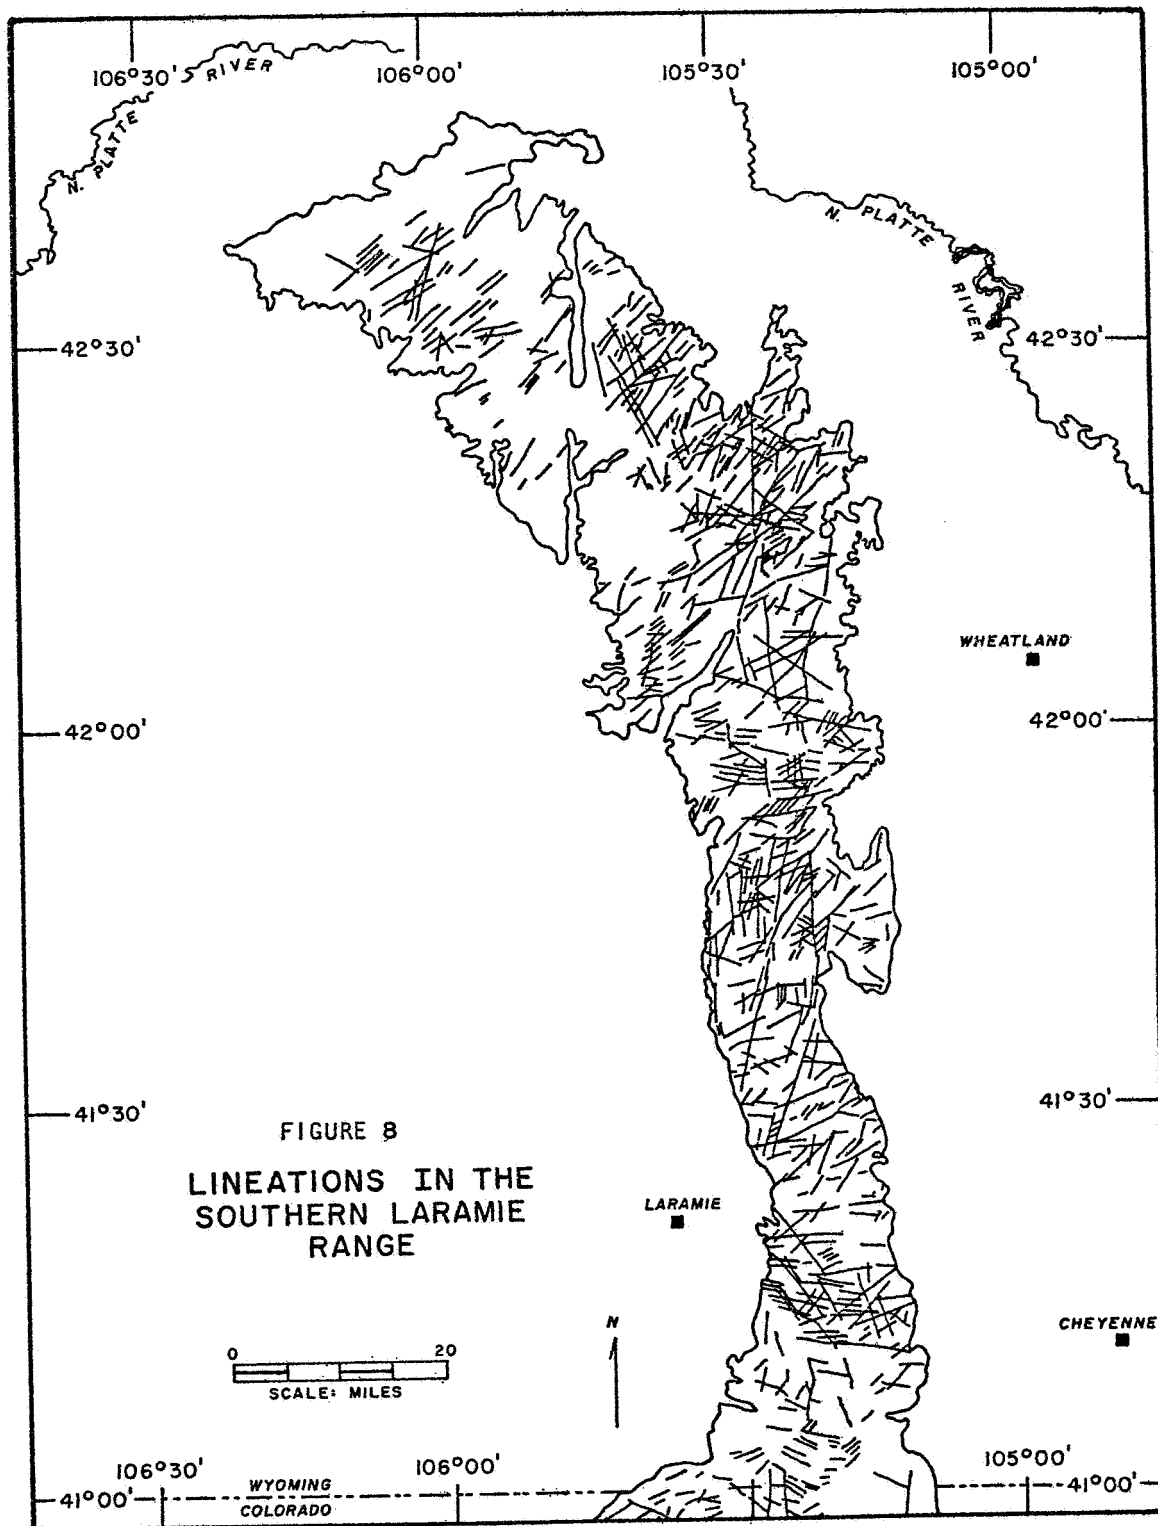 106°30'
RIVER
106°00'
105°30'
105°00'
N. PLATTE
N. PLATTE
RIVER
42°30'
42°30'
WHEATLAND
42°00'
42°00'
41°30'
41°30'
FIGURE 8
LINEATIONS IN THE
SOUTHERN LARAMIE
RANGE
LARAMIE
N
CHEYENNE
0 20
SCALE: MILES
106°30'
106°00'
105°00'
41°00'
WYOMING
COLORADO
41°00'